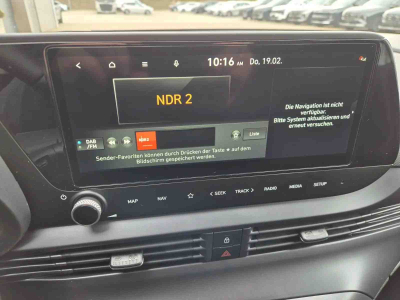 10:16 AM Do, 19.02.
NDR 2
DAB
/FM
Liste
Sender-Favoriten können durch Drücken der Taste ★ auf dem
Bildschirm gespeichert werden.
Die Navigation ist nicht
verfügbar.
Bitte System aktualisieren und
erneut versuchen.
MAP
NAV
< SEEK
TRACK >
RADIO
MEDIA
SETUP